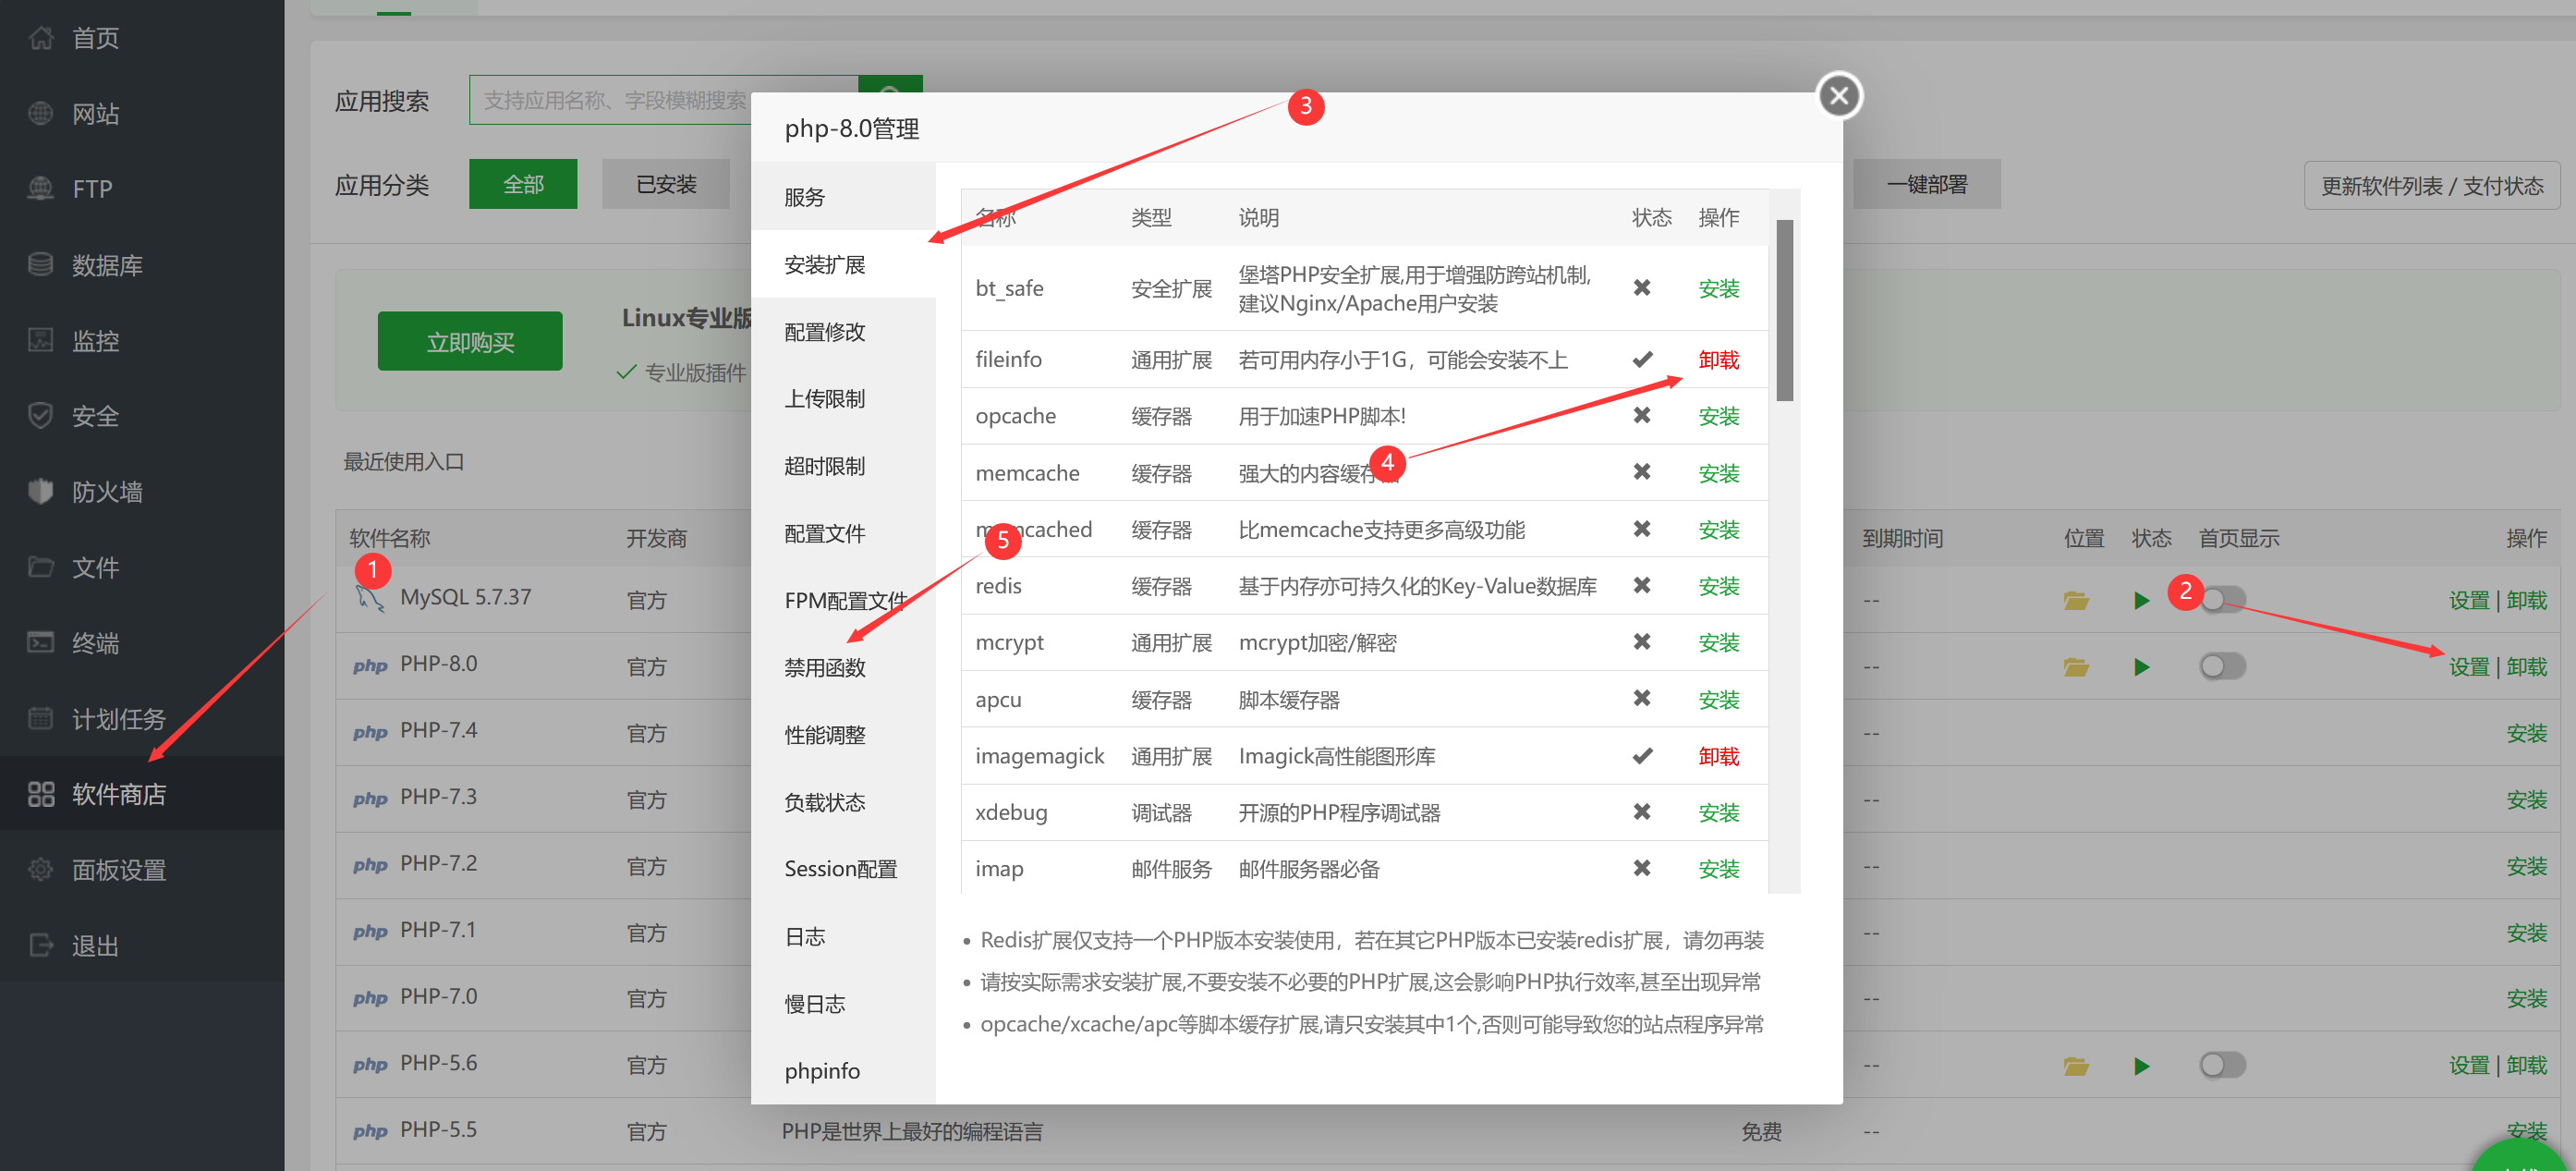 首页
网站
FTP
数据库
监控
安全
防火墙
文件
终端
计划任务
软件商店
面板设置
退出
应用搜索
支持应用名称、字段模糊搜索
应用分类
全部
已安装
一键部署
更新软件列表 / 支付状态
立即购买
Linux专业版
专业版插件
最近使用入口
软件名称
开发商
到期时间
位置
状态
首页显示
操作
1
MySQL 5.7.37
官方
--
2
设置 | 卸载
PHP-8.0
官方
--
设置 | 卸载
PHP-7.4
官方
--
安装
PHP-7.3
官方
--
安装
PHP-7.2
官方
--
安装
PHP-7.1
官方
--
安装
PHP-7.0
官方
--
安装
PHP-5.6
官方
--
设置 | 卸载
PHP-5.5
官方
PHP是世界上最好的编程语言
免费
--
安装
php
php
php
php
php
php
php
php
php-8.0管理
3
服务
安装扩展
配置修改
上传限制
超时限制
配置文件
FPM配置文件
禁用函数
性能调整
负载状态
Session配置
日志
慢日志
phpinfo
名称 类型 说明 状态 操作
bt_safe 安全扩展 堡塔PHP安全扩展,用于增强防跨站机制,
建议Nginx/Apache用户安装 安装
fileinfo 通用扩展 若可用内存小于1G，可能会安装不上 卸载
opcache 缓存器 用于加速PHP脚本! 安装
memcache 缓存器 强大的内容缓存器 安装
4
memcached 缓存器 比memcache支持更多高级功能 安装
5
redis 缓存器 基于内存亦可持久化的Key-Value数据库 安装
mcrypt 通用扩展 mcrypt加密/解密 安装
apcu 缓存器 脚本缓存器 安装
imagemagick 通用扩展 Imagick高性能图形库 卸载
xdebug 调试器 开源的PHP程序调试器 安装
imap 邮件服务 邮件服务器必备 安装
Redis扩展仅支持一个PHP版本安装使用，若在其它PHP版本已安装redis扩展，请勿再装
请按实际需求安装扩展,不要安装不必要的PHP扩展,这会影响PHP执行效率,甚至出现异常
opcache/xcache/apc等脚本缓存扩展,请只安装其中1个,否则可能导致您的站点程序异常